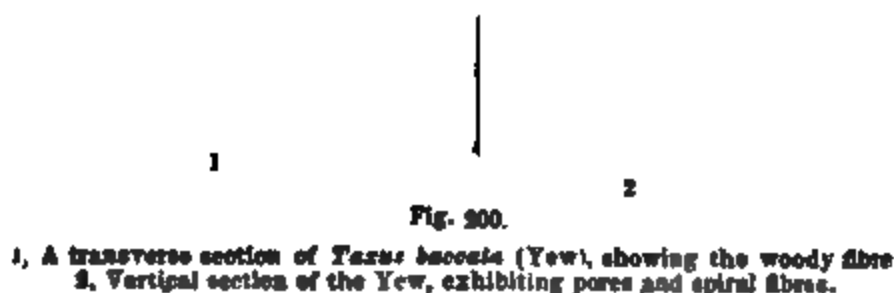 1
2
Fig. 200.
1, A transverse section of Taxus baccata (Yew), showing the woody fibre
2, Vertical section of the Yew, exhibiting pores and spiral fibres.